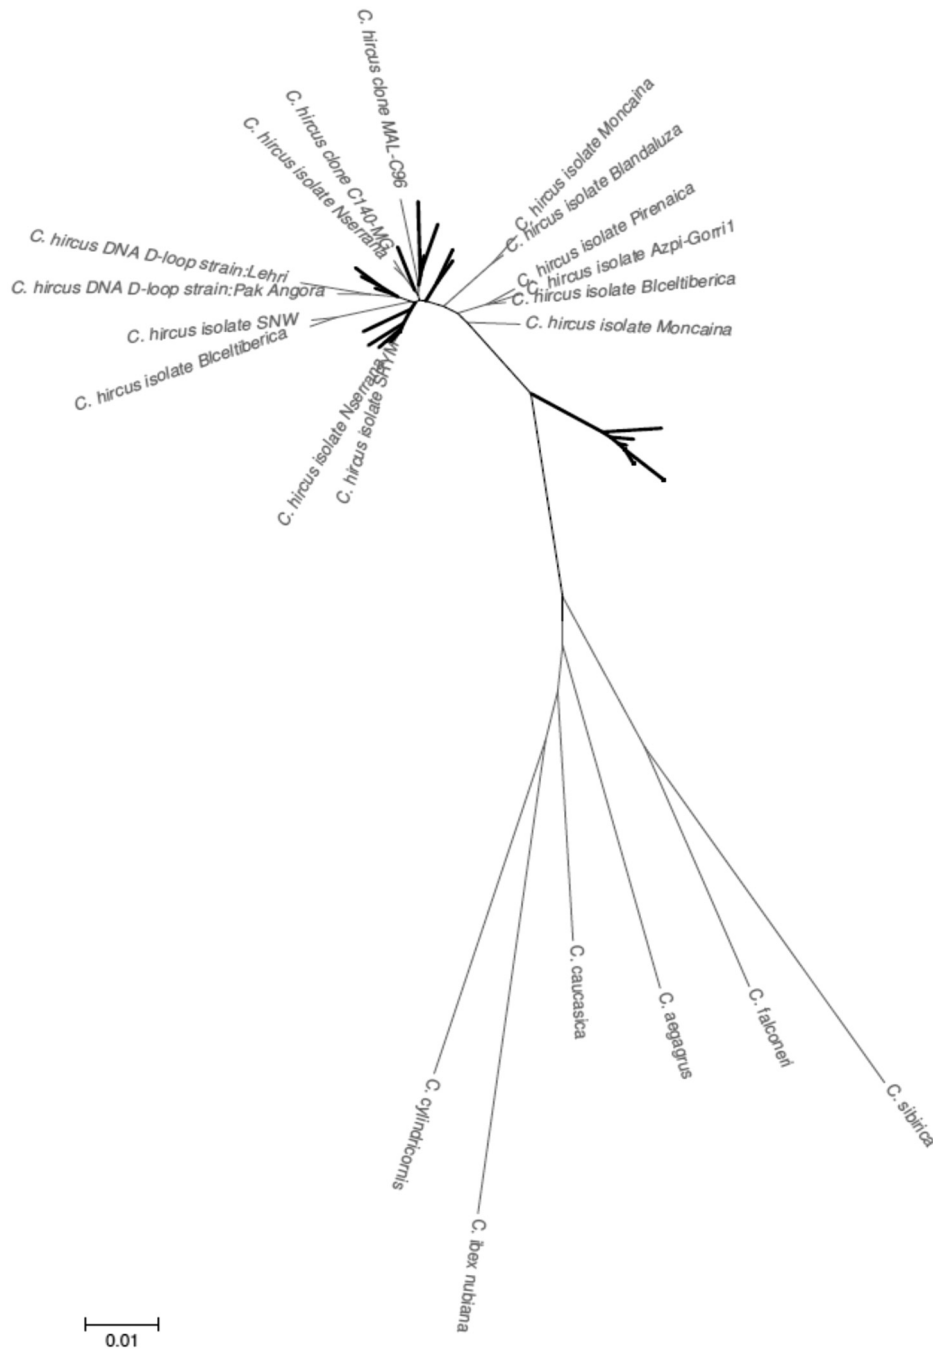 C. hircus clone MAL-C96
C. hircus clone C140-MG
C. hircus isolate Nserrana
C. hircus isolate Moncaina
C. hircus isolate Blandaluza
C. hircus isolate Pirenaica
C. hircus isolate Azpi-Gorri1
C. hircus isolate Blceltiberica
C. hircus isolate Moncaina
C. hircus DNA D-loop strain:Lehri
C. hircus DNA D-loop strain:Pak Angora
C. hircus isolate SNW
C. hircus isolate Blceltiberica
C. hircus isolate Nserrana
C. hircus isolate SHYM
C. caucasica
C. aegagrus
C. falconeri
C. sibirica
C. cylindricornis
C. ibex nubiana
0.01